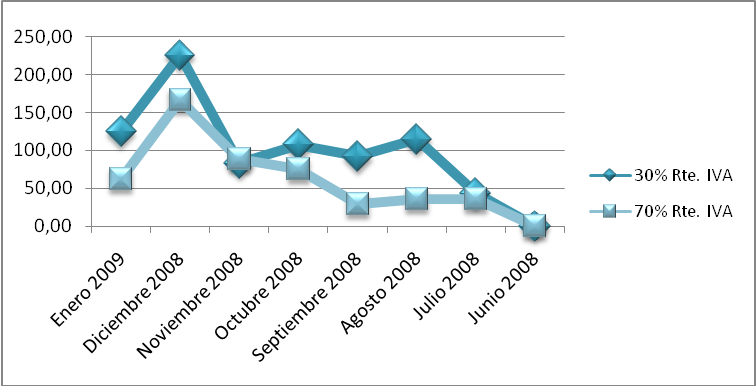 250,00
200,00
150,00
100,00
50,00
0,00
Enero 2009
Diciembre 2008
Noviembre 2008
Octubre 2008
Septiembre 2008
Agosto 2008
Julio 2008
Junio 2008
30% Rte. IVA
70% Rte. IVA